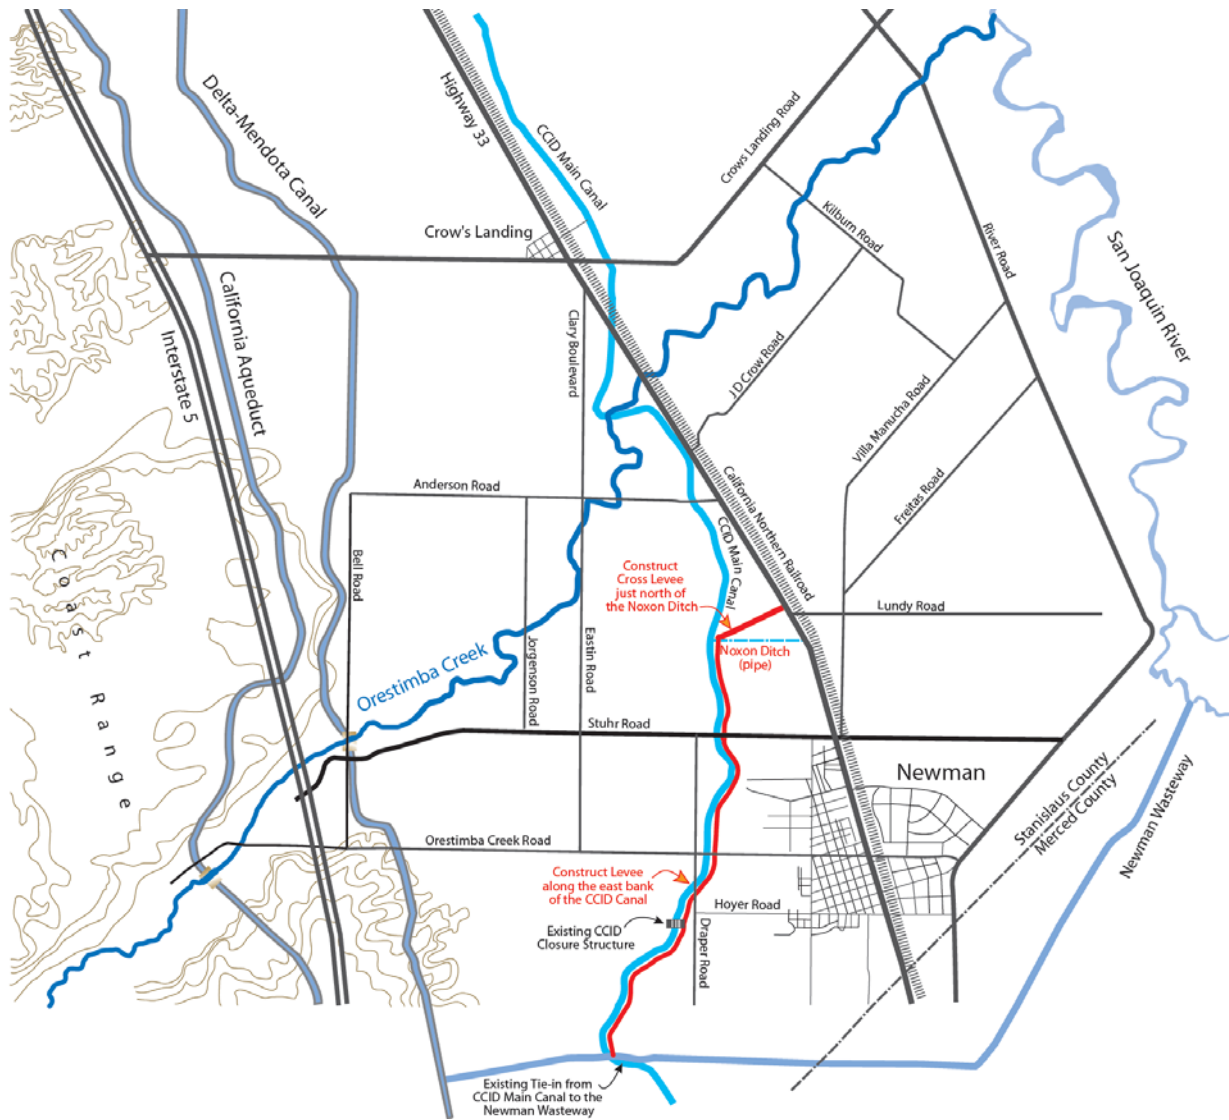 Highway 33
CCID Main Canal
Delta-Mendota Canal
Crows Landing Road
Kilburn Road
River Road
San Joaquin River
Crow's Landing
California Aqueduct
Interstate 5
Clary Boulevard
J D Crow Road
Villa Manucha Road
Freitas Road
Anderson Road
California Northern Railroad
CCID Main Canal
Bell Road
Coast Range
Construct
Cross Levee
just north of
the Noxon Ditch
Lundy Road
Orestimba Creek
Jorgenson Road
Eastin Road
Noxon Ditch
(pipe)
Stuhr Road
Newman
Stanislaus County
Merced County
Newman Wasteway
Orestimba Creek Road
Construct Levee
along the east bank
of the CCID Canal
Hoyer Road
Existing CCID
Closure Structure
Draper Road
Existing Tie-in from
CCID Main Canal to the
Newman Wasteway